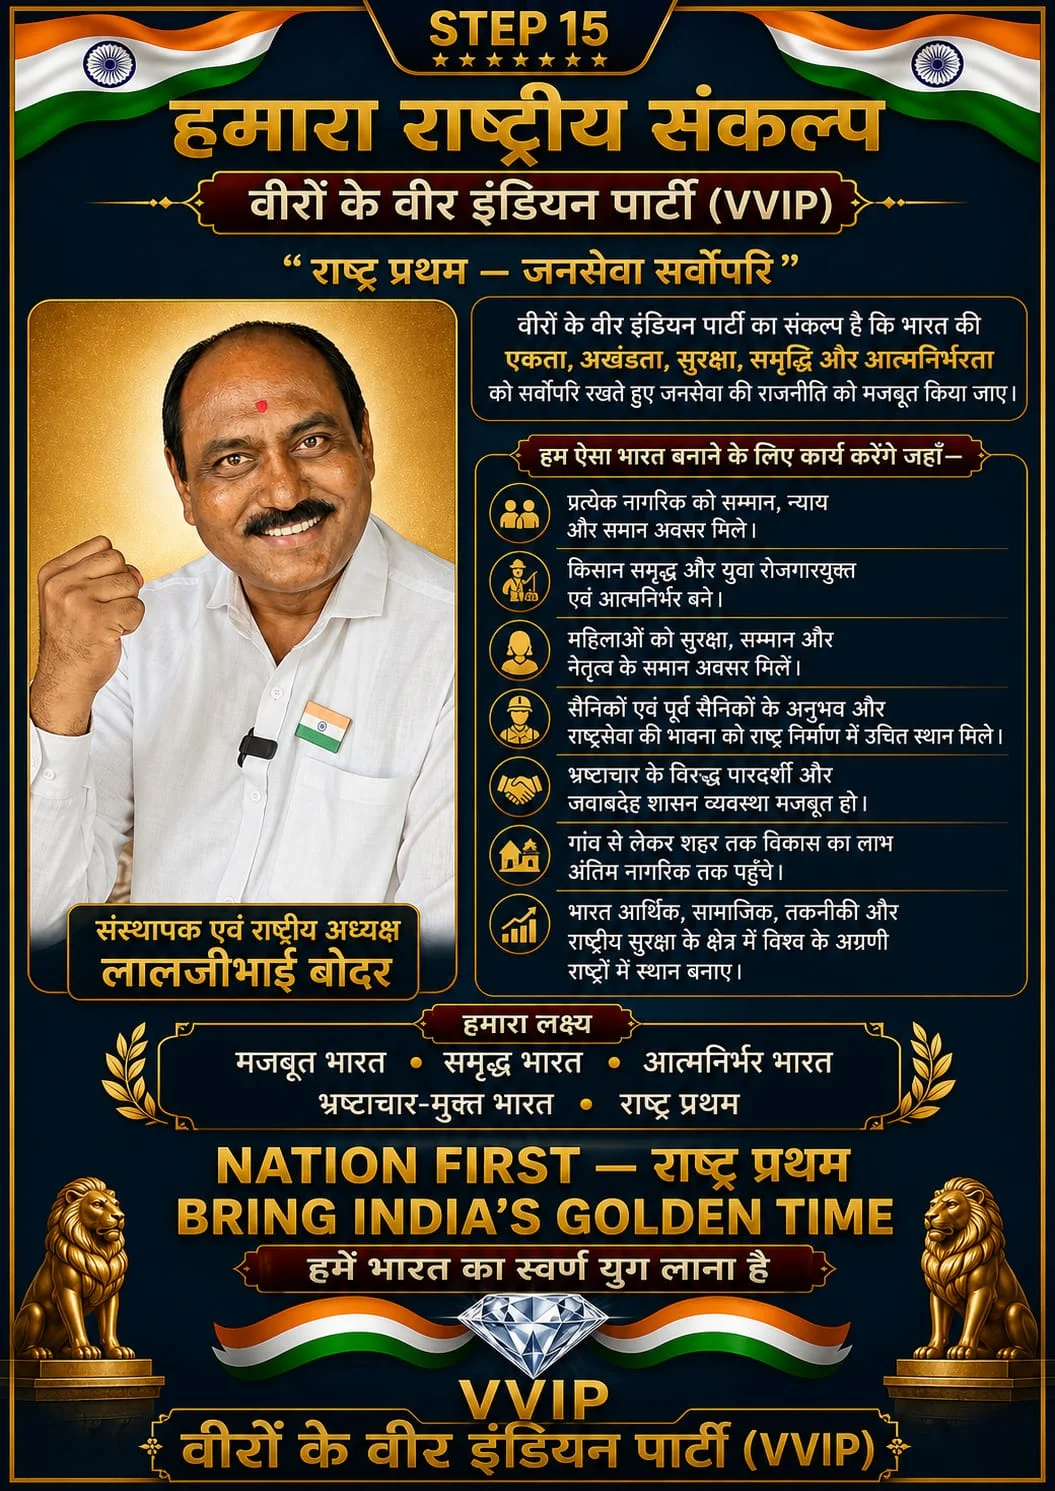 STEP 15
हमारा राष्ट्रीय संकल्प
वीरों के वीर इंडियन पार्टी (VVIP)
“ राष्ट्र प्रथम – जनसेवा सर्वोपरि ”
वीरों के वीर इंडियन पार्टी का संकल्प है कि भारत की
एकता, अखंडता, सुरक्षा, समृद्धि और आत्मनिर्भरता
को सर्वोपरि रखते हुए जनसेवा की राजनीति को मजबूत किया जाए।
हम ऐसा भारत बनाने के लिए कार्य करेंगे जहाँ–
प्रत्येक नागरिक को सम्मान, न्याय
और समान अवसर मिले।
किसान समृद्ध और युवा रोजगारयुक्त
एवं आत्मनिर्भर बने।
महिलाओं को सुरक्षा, सम्मान और
नेतृत्व के समान अवसर मिलें।
सैनिकों एवं पूर्व सैनिकों के अनुभव और
राष्ट्रसेवा की भावना को राष्ट्र निर्माण में उचित स्थान मिले।
भ्रष्टाचार के विरुद्ध पारदर्शी और
जवाबदेह शासन व्यवस्था मजबूत हो।
गांव से लेकर शहर तक विकास का लाभ
अंतिम नागरिक तक पहुँचे।
भारत आर्थिक, सामाजिक, तकनीकी और
राष्ट्रीय सुरक्षा के क्षेत्र में विश्व के अग्रणी
राष्ट्रों में स्थान बनाए।
संस्थापक एवं राष्ट्रीय अध्यक्ष
लालजीभाई बोदर
हमारा लक्ष्य
मजबूत भारत • समृद्ध भारत • आत्मनिर्भर भारत
भ्रष्टाचार-मुक्त भारत • राष्ट्र प्रथम
NATION FIRST – राष्ट्र प्रथम
BRING INDIA'S GOLDEN TIME
हमें भारत का स्वर्ण युग लाना है
VVIP
वीरों के वीर इंडियन पार्टी (VVIP)